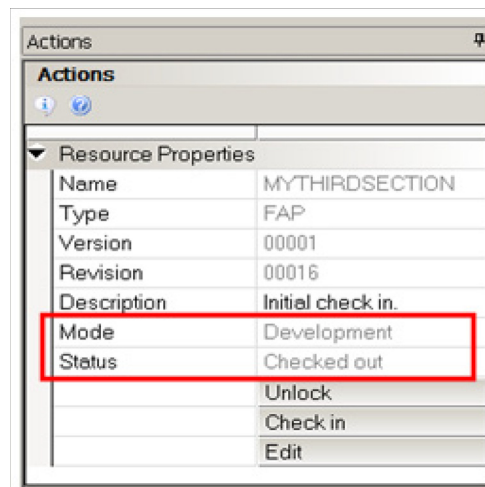 Actions
Actions
Resource Properties
Name MYTHIRDSECTION
Type FAP
Version 00001
Revision 00016
Description Initial check in.
Mode Development
Status Checked out
Unlock
Check in
Edit